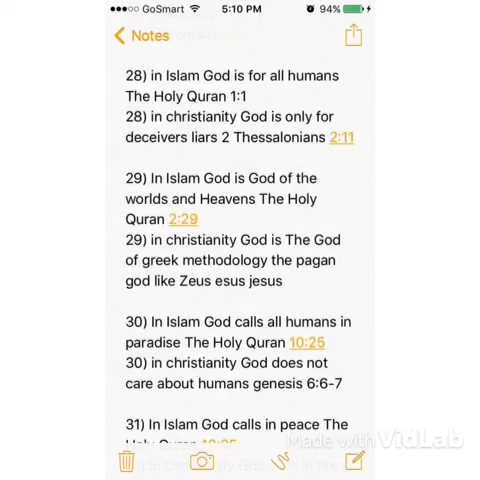 GoSmart 5:10 PM 94%
Notes
28) in Islam God is for all humans
The Holy Quran 1:1
28) in christianity God is only for
deceivers liars 2 Thessalonians 2:11
29) In Islam God is God of the
worlds and Heavens The Holy
Quran 2:29
29) in christianity God is The God
of greek methodology the pagan
god like Zeus esus jesus
30) In Islam God calls all humans in
paradise The Holy Quran 10:25
30) in christianity God does not
care about humans genesis 6:6-7
31) In Islam God calls in peace The
Holy Quran 10:25
Made with VidLab